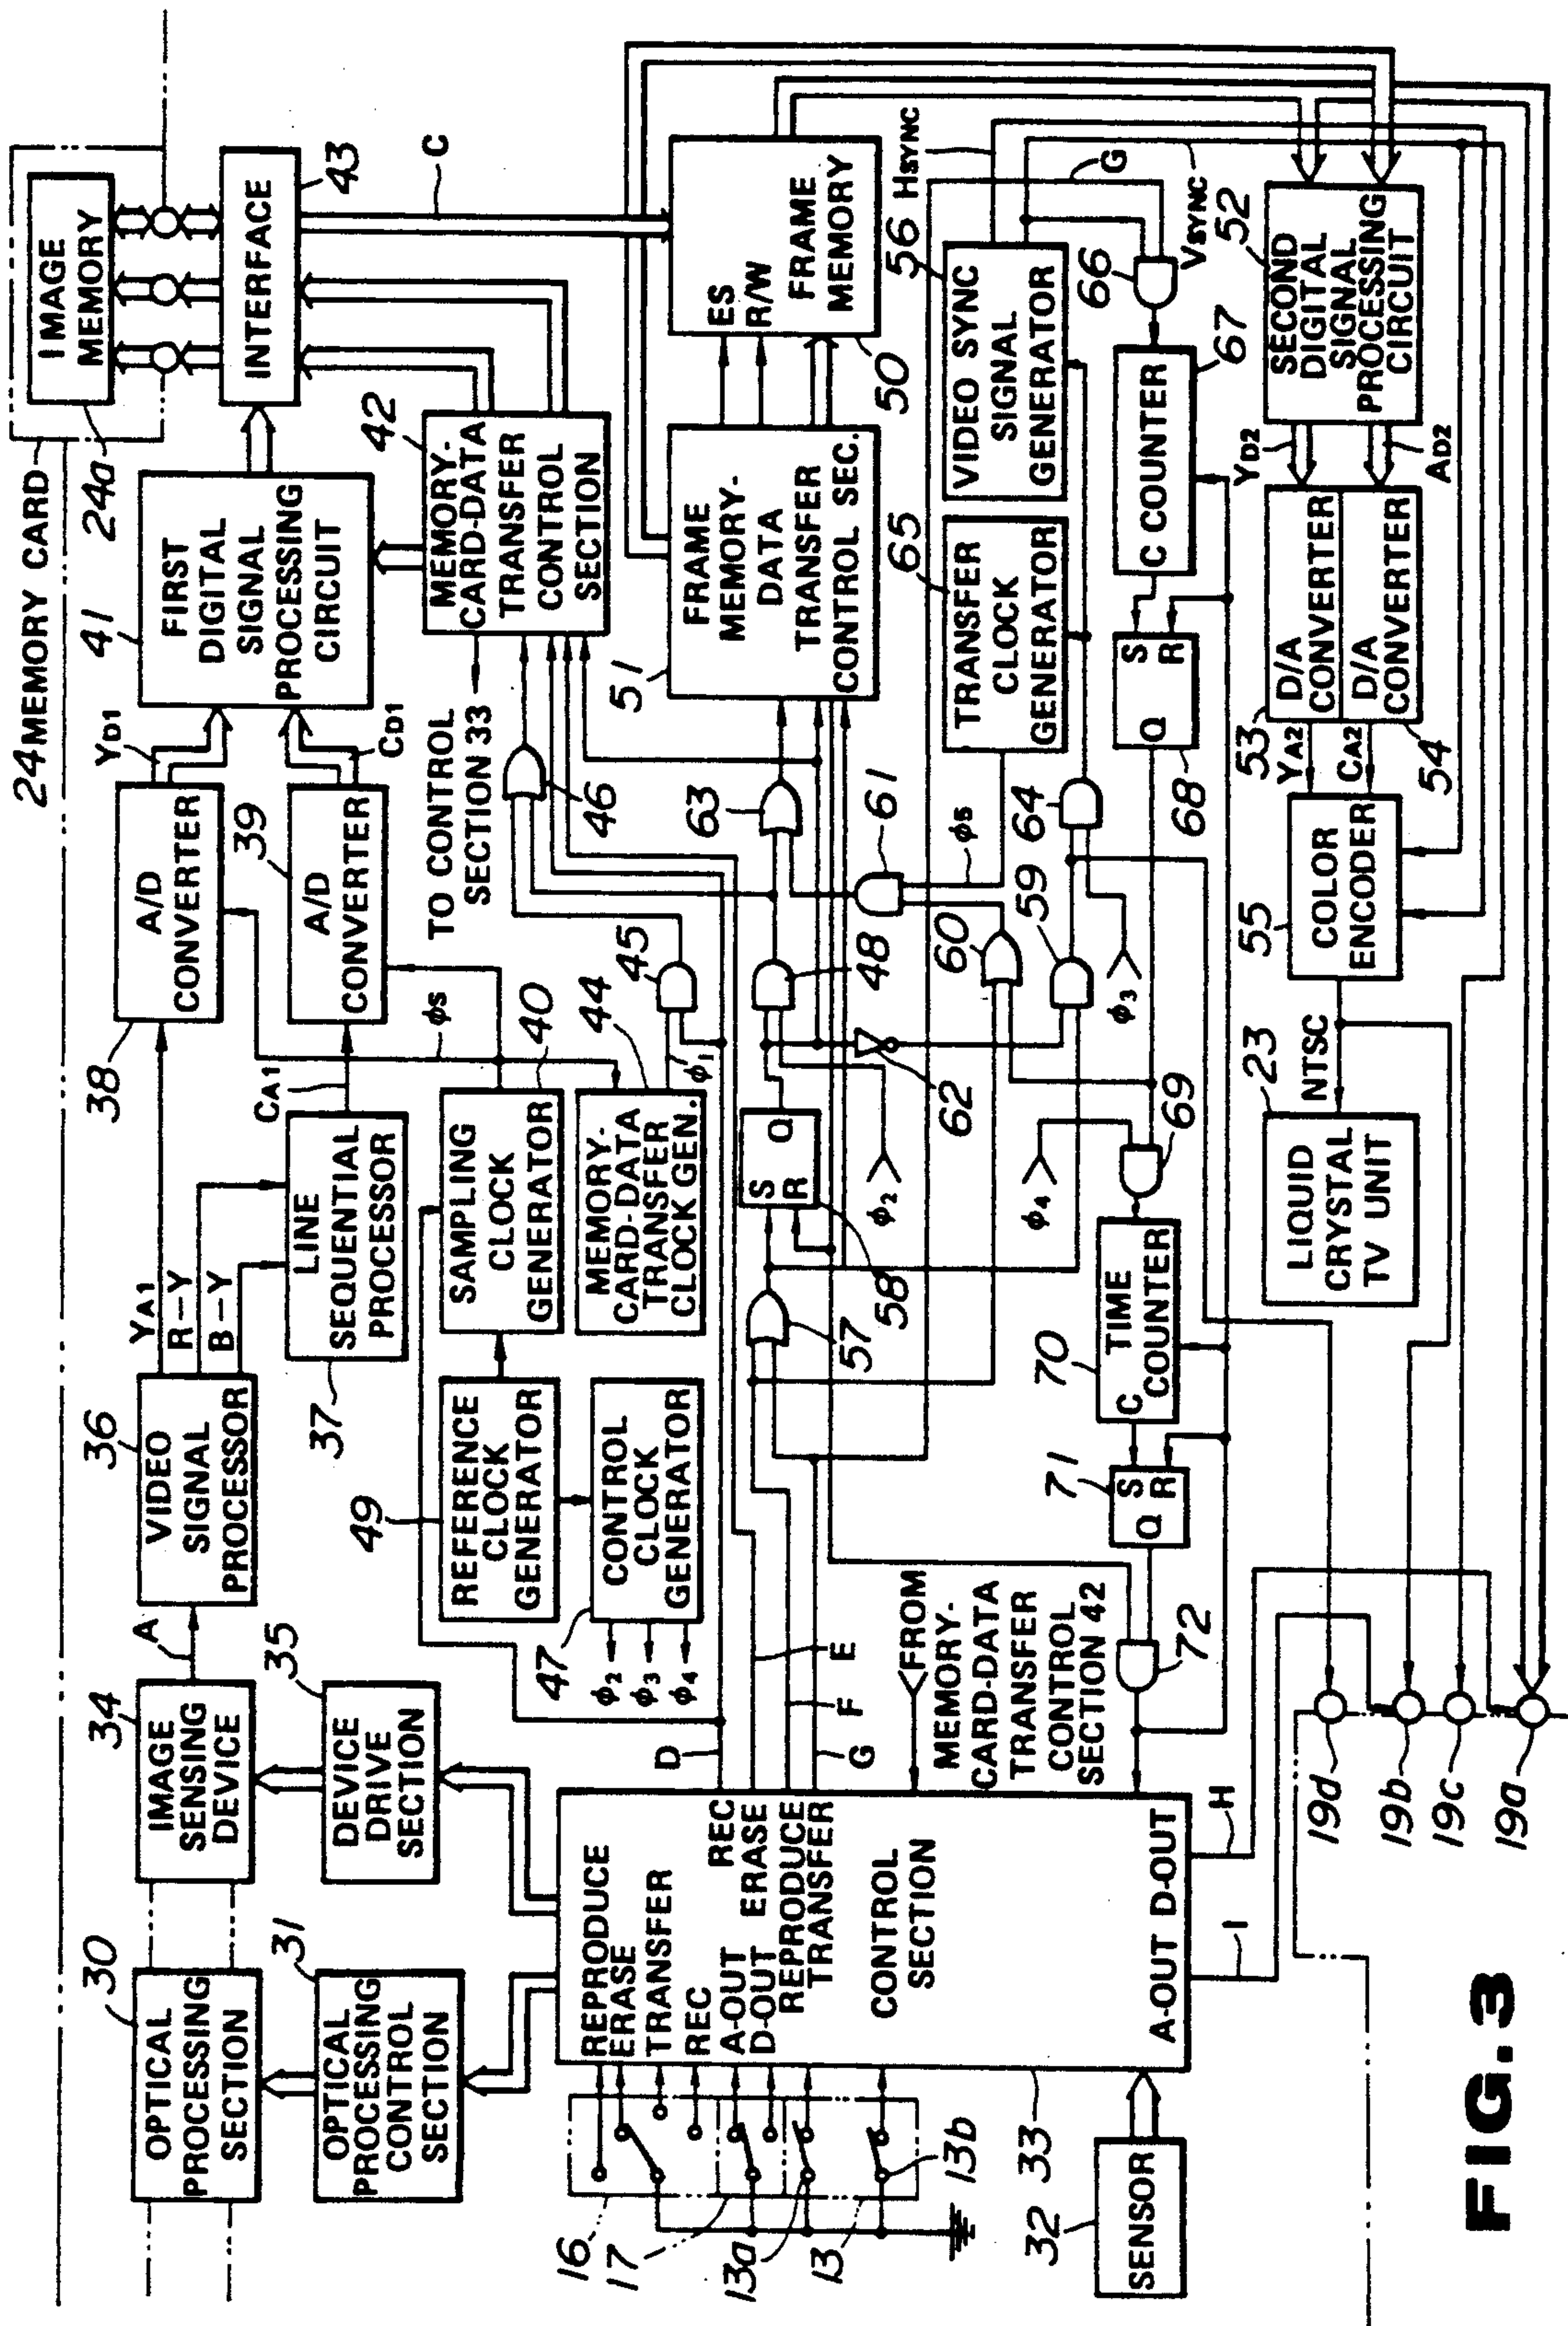 24 MEMORY CARD
IMAGE
MEMORY
24a
30
OPTICAL
PROCESSING
SECTION
34
IMAGE
SENSING
DEVICE
A
36
VIDEO
SIGNAL
PROCESSOR
YA1
R-Y
B-Y
38
A/D
CONVERTER
YD1
41
FIRST
DIGITAL
SIGNAL
PROCESSING
CIRCUIT
INTERFACE
43
31
OPTICAL
PROCESSING
CONTROL
SECTION
35
DEVICE
DRIVE
SECTION
37
LINE
SEQUENTIAL
PROCESSOR
CA1
39
A/D
CONVERTER
CD1
φS
C
49
REFERENCE
CLOCK
GENERATOR
SAMPLING
CLOCK
GENERATOR
40
TO CONTROL
SECTION 33
42
MEMORY-
CARD-DATA
TRANSFER
CONTROL
SECTION
47
CONTROL
CLOCK
GENERATOR
φ2
φ3
φ4
MEMORY-
CARD-DATA
TRANSFER
CLOCK GEN.
44
φ1
45
46
16
17
13a
13
13b
REPRODUCE
ERASE
TRANSFER
REC
A-OUT
D-OUT
REC
ERASE
REPRODUCE
TRANSFER
CONTROL
SECTION
A-OUT D-OUT
33
32
SENSOR
D
E
F
G
H
I
57
S
R
Q
58
φ2
48
62
63
51
FRAME
MEMORY-
DATA
TRANSFER
CONTROL SEC.
ES
R/W
FRAME
MEMORY
50
60
61
φ5
59
64
φ3
65
TRANSFER
CLOCK
GENERATOR
56
VIDEO SYNC
SIGNAL
GENERATOR
HSYNC
G
VSYNC
66
C COUNTER
67
S
R
Q
68
φ4
69
70
TIME
COUNTER
C
71
S
R
Q
72
FROM
MEMORY-
CARD-DATA
TRANSFER
CONTROL
SECTION 42
52
SECOND
DIGITAL
SIGNAL
PROCESSING
CIRCUIT
YD2
AD2
53
D/A
CONVERTER
D/A
CONVERTER
54
YA2
CA2
55
COLOR
ENCODER
NTSC
23
LIQUID
CRYSTAL
TV UNIT
19d
19b
19c
19a
FIG.3